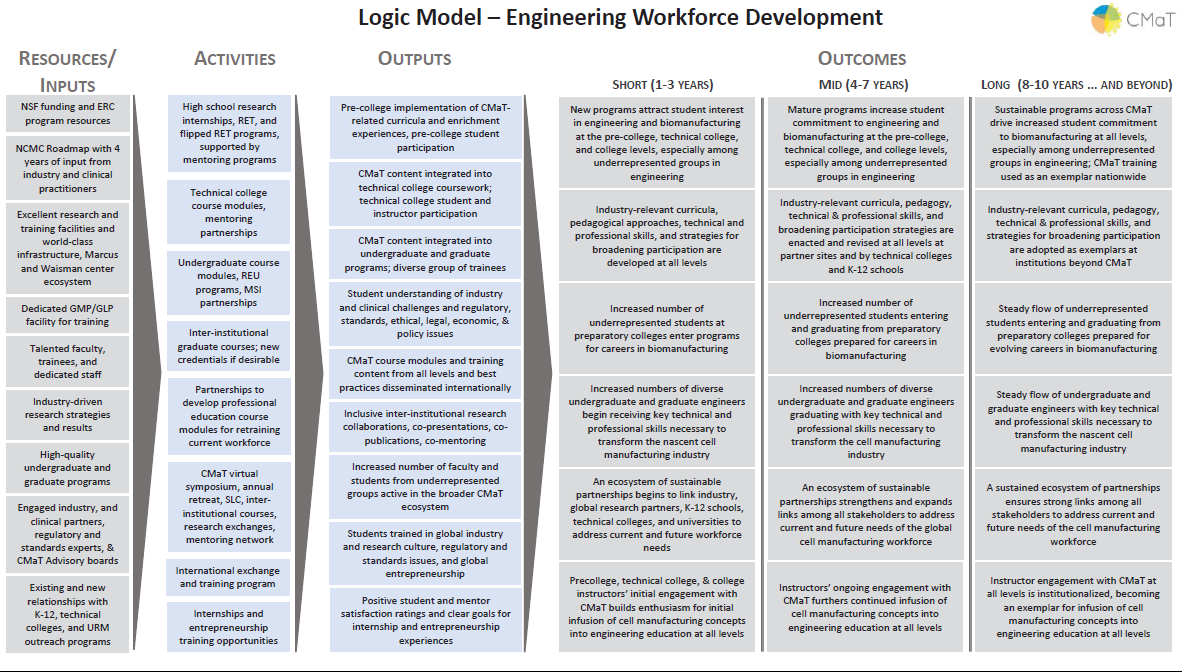 Logic Model – Engineering Workforce Development
CMaT
RESOURCES/
INPUTS
NSF funding and ERC
program resources
NCMC Roadmap with 4
years of input from
industry and clinical
practitioners
Excellent research and
training facilities and
world-class
infrastructure, Marcus
and Waisman center
ecosystem
Dedicated GMP/GLP
facility for training
Talented faculty,
trainees, and
dedicated staff
Industry-driven
research strategies
and results
High-quality
undergraduate and
graduate programs
Engaged industry, and
clinical partners,
regulatory and
standards experts, &
CMaT Advisory boards
Existing and new
relationships with
K-12, technical
colleges, and URM
outreach programs
ACTIVITIES
High school research
internships, RET, and
flipped RET programs,
supported by
mentoring programs
Technical college
course modules,
mentoring
partnerships
Undergraduate course
modules, REU
programs, MSI
partnerships
Inter-institutional
graduate courses; new
credentials if desirable
Partnerships to
develop professional
education course
modules for retraining
current workforce
CMaT virtual
symposium, annual
retreat, SLC, inter-
institutional courses,
research exchanges,
mentoring network
International exchange
and training program
Internships and
entrepreneurship
training opportunities
OUTPUTS
Pre-college implementation of CMaT-
related curricula and enrichment
experiences, pre-college student
participation
CMaT content integrated into
technical college coursework;
technical college student and
instructor participation
CMaT content integrated into
undergraduate and graduate
programs; diverse group of trainees
Student understanding of industry
and clinical challenges and regulatory,
standards, ethical, legal, economic, &
policy issues
CMaT course modules and training
content from all levels and best
practices disseminated internationally
Inclusive inter-institutional research
collaborations, co-presentations, co-
publications, co-mentoring
Increased number of faculty and
students from underrepresented
groups active in the broader CMaT
ecosystem
Students trained in global industry
and research culture, regulatory and
standards issues, and global
entrepreneurship
Positive student and mentor
satisfaction ratings and clear goals for
internship and entrepreneurship
experiences
OUTCOMES
SHORT (1-3 YEARS)
New programs attract student interest
in engineering and biomanufacturing
at the pre-college, technical college,
and college levels, especially among
underrepresented groups in
engineering
Industry-relevant curricula,
pedagogical approaches, technical and
professional skills, and strategies for
broadening participation are
developed at all levels
Increased number of
underrepresented students at
preparatory colleges enter programs
for careers in biomanufacturing
Increased numbers of diverse
undergraduate and graduate engineers
begin receiving key technical and
professional skills necessary to
transform the nascent cell
manufacturing industry
An ecosystem of sustainable
partnerships begins to link industry,
global research partners, K-12 schools,
technical colleges, and universities to
address current and future workforce
needs
Precollege, technical college, & college
instructors' initial engagement with
CMaT builds enthusiasm for initial
infusion of cell manufacturing concepts
into engineering education at all levels
MID (4-7 YEARS)
Mature programs increase student
commitment to engineering and
biomanufacturing at the pre-college,
technical college, and college levels,
especially among underrepresented
groups in engineering
Industry-relevant curricula, pedagogy,
technical & professional skills, and
broadening participation strategies are
enacted and revised at all levels at
partner sites and by technical colleges
and K-12 schools
Increased number of
underrepresented students entering
and graduating from preparatory
colleges prepared for careers in
biomanufacturing
Increased numbers of diverse
undergraduate and graduate engineers
graduating with key technical and
professional skills necessary to
transform the cell manufacturing
industry
An ecosystem of sustainable
partnerships strengthens and expands
links among all stakeholders to address
current and future needs of the global
cell manufacturing workforce
Instructors' ongoing engagement with
CMaT furthers continued infusion of
cell manufacturing concepts into
engineering education at all levels
LONG (8-10 YEARS ... AND BEYOND)
Sustainable programs across CMaT
drive increased student commitment
to biomanufacturing at all levels,
especially among underrepresented
groups in engineering; CMaT training
used as an exemplar nationwide
Industry-relevant curricula, pedagogy,
technical & professional skills, and
strategies for broadening participation
are adopted as exemplars at
institutions beyond CMaT
Steady flow of underrepresented
students entering and graduating from
preparatory colleges prepared for
evolving careers in biomanufacturing
Steady flow of undergraduate and
graduate engineers with key technical
and professional skills necessary to
transform the nascent cell
manufacturing industry
A sustained ecosystem of partnerships
ensures strong links among all
stakeholders to address current and
future needs of the cell manufacturing
workforce
Instructor engagement with CMaT at
all levels is institutionalized, becoming
an exemplar for infusion of cell
manufacturing concepts into
engineering education at all levels